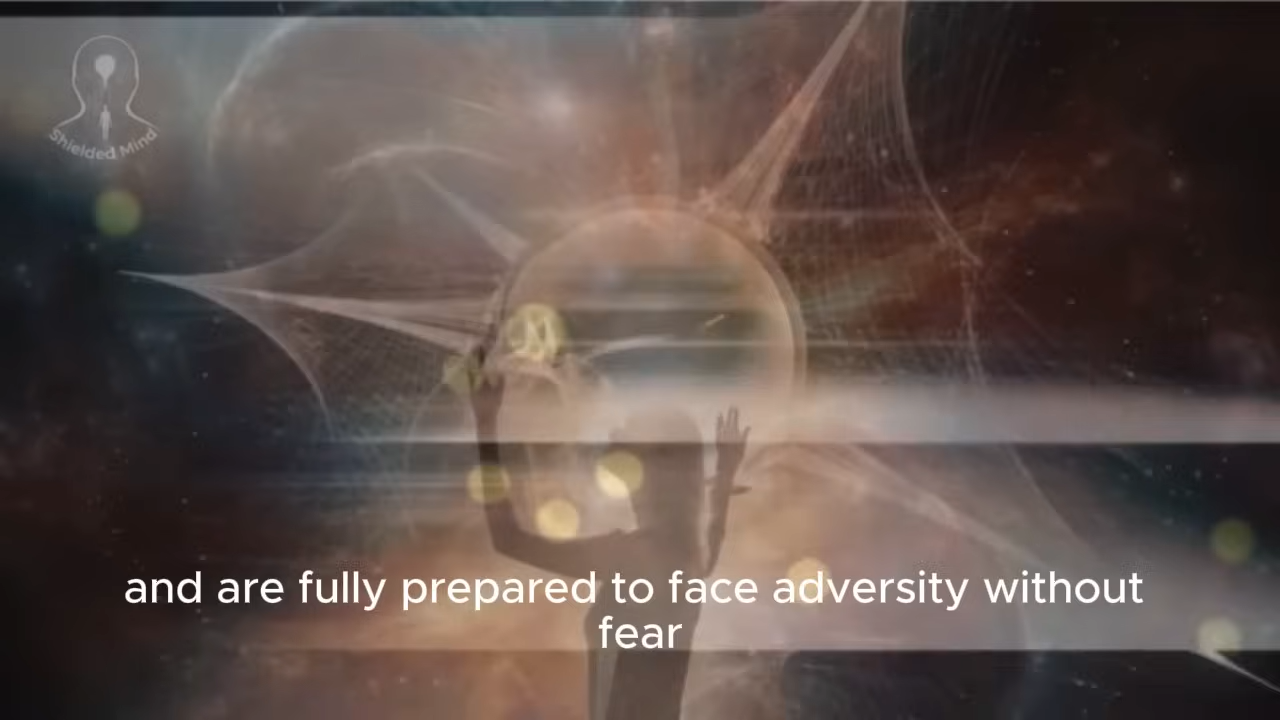 Shielded Mind
and are fully prepared to face adversity without
fear